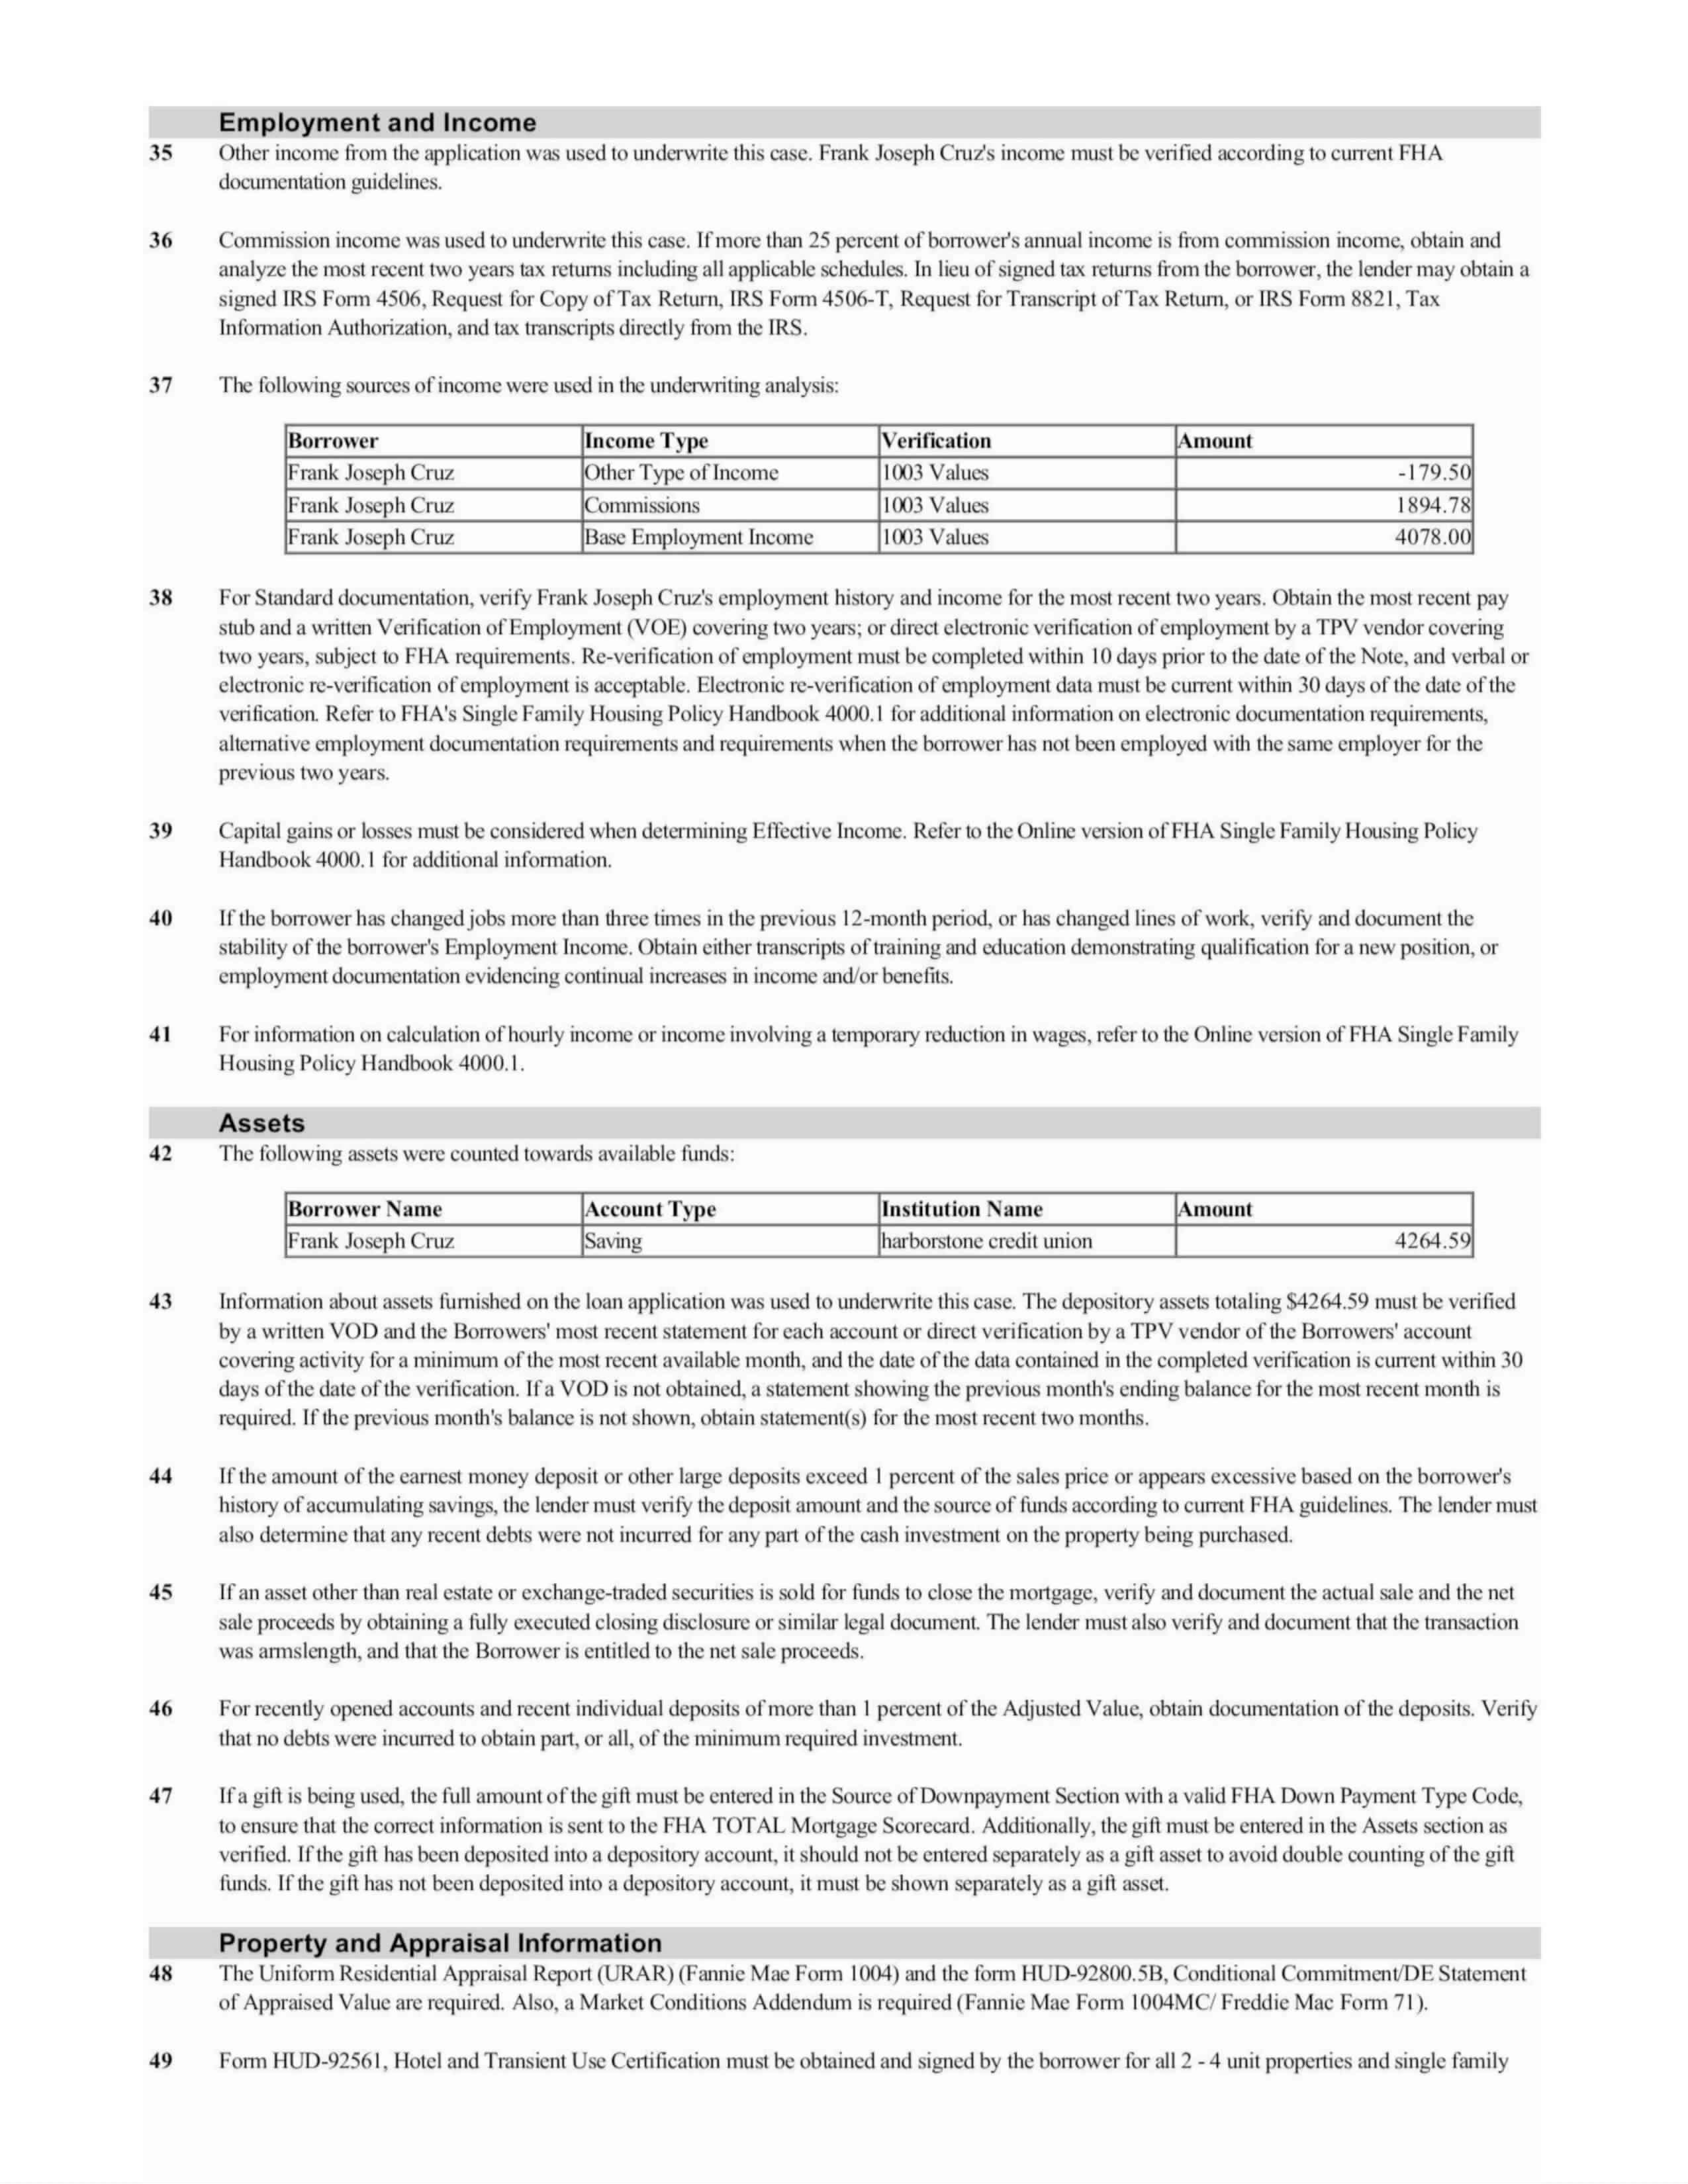 Employment and Income
35 Other income from the application was used to underwrite this case. Frank Joseph Cruz's income must be verified according to current FHA
documentation guidelines.
36 Commission income was used to underwrite this case. If more than 25 percent of borrower's annual income is from commission income, obtain and
analyze the most recent two years tax returns including all applicable schedules. In lieu of signed tax returns from the borrower, the lender may obtain a
signed IRS Form 4506, Request for Copy of Tax Return, IRS Form 4506-T, Request for Transcript of Tax Return, or IRS Form 8821, Tax
Information Authorization, and tax transcripts directly from the IRS.
37 The following sources of income were used in the underwriting analysis:
Borrower Income Type Verification Amount
Frank Joseph Cruz Other Type of Income 1003 Values -179.50
Frank Joseph Cruz Commissions 1003 Values 1894.78
Frank Joseph Cruz Base Employment Income 1003 Values 4078.00
38 For Standard documentation, verify Frank Joseph Cruz's employment history and income for the most recent two years. Obtain the most recent pay
stub and a written Verification of Employment (VOE) covering two years; or direct electronic verification of employment by a TPV vendor covering
two years, subject to FHA requirements. Re-verification of employment must be completed within 10 days prior to the date of the Note, and verbal or
electronic re-verification of employment is acceptable. Electronic re-verification of employment data must be current within 30 days of the date of the
verification. Refer to FHA's Single Family Housing Policy Handbook 4000.1 for additional information on electronic documentation requirements,
alternative employment documentation requirements and requirements when the borrower has not been employed with the same employer for the
previous two years.
39 Capital gains or losses must be considered when determining Effective Income. Refer to the Online version of FHA Single Family Housing Policy
Handbook 4000.1 for additional information.
40 If the borrower has changed jobs more than three times in the previous 12-month period, or has changed lines of work, verify and document the
stability of the borrower's Employment Income. Obtain either transcripts of training and education demonstrating qualification for a new position, or
employment documentation evidencing continual increases in income and/or benefits.
41 For information on calculation of hourly income or income involving a temporary reduction in wages, refer to the Online version of FHA Single Family
Housing Policy Handbook 4000.1.
Assets
42 The following assets were counted towards available funds:
Borrower Name Account Type Institution Name Amount
Frank Joseph Cruz Saving harborstone credit union 4264.59
43 Information about assets furnished on the loan application was used to underwrite this case. The depository assets totaling $4264.59 must be verified
by a written VOD and the Borrowers' most recent statement for each account or direct verification by a TPV vendor of the Borrowers' account
covering activity for a minimum of the most recent available month, and the date of the data contained in the completed verification is current within 30
days of the date of the verification. If a VOD is not obtained, a statement showing the previous month's ending balance for the most recent month is
required. If the previous month's balance is not shown, obtain statement(s) for the most recent two months.
44 If the amount of the earnest money deposit or other large deposits exceed 1 percent of the sales price or appears excessive based on the borrower's
history of accumulating savings, the lender must verify the deposit amount and the source of funds according to current FHA guidelines. The lender must
also determine that any recent debts were not incurred for any part of the cash investment on the property being purchased.
45 If an asset other than real estate or exchange-traded securities is sold for funds to close the mortgage, verify and document the actual sale and the net
sale proceeds by obtaining a fully executed closing disclosure or similar legal document. The lender must also verify and document that the transaction
was armslength, and that the Borrower is entitled to the net sale proceeds.
46 For recently opened accounts and recent individual deposits of more than 1 percent of the Adjusted Value, obtain documentation of the deposits. Verify
that no debts were incurred to obtain part, or all, of the minimum required investment.
47 If a gift is being used, the full amount of the gift must be entered in the Source of Downpayment Section with a valid FHA Down Payment Type Code,
to ensure that the correct information is sent to the FHA TOTAL Mortgage Scorecard. Additionally, the gift must be entered in the Assets section as
verified. If the gift has been deposited into a depository account, it should not be entered separately as a gift asset to avoid double counting of the gift
funds. If the gift has not been deposited into a depository account, it must be shown separately as a gift asset.
Property and Appraisal Information
48 The Uniform Residential Appraisal Report (URAR) (Fannie Mae Form 1004) and the form HUD-92800.5B, Conditional Commitment/DE Statement
of Appraised Value are required. Also, a Market Conditions Addendum is required (Fannie Mae Form 1004MC/ Freddie Mac Form 71).
49 Form HUD-92561, Hotel and Transient Use Certification must be obtained and signed by the borrower for all 2 - 4 unit properties and single family